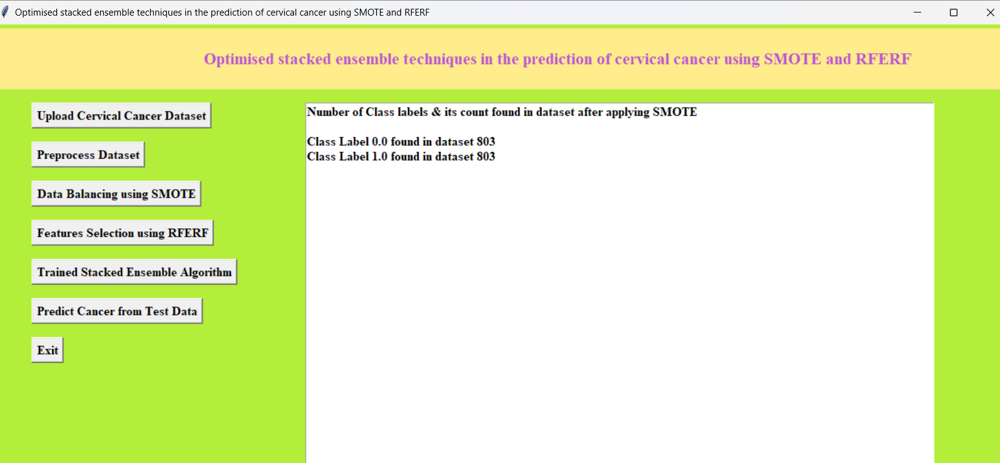 Optimised stacked ensemble techniques in the prediction of cervical cancer using SMOTE and RFERF
Optimised stacked ensemble techniques in the prediction of cervical cancer using SMOTE and RFERF
Upload Cervical Cancer Dataset
Preprocess Dataset
Data Balancing using SMOTE
Features Selection using RFERF
Trained Stacked Ensemble Algorithm
Predict Cancer from Test Data
Exit
Number of Class labels & its count found in dataset after applying SMOTE
Class Label 0.0 found in dataset 803
Class Label 1.0 found in dataset 803